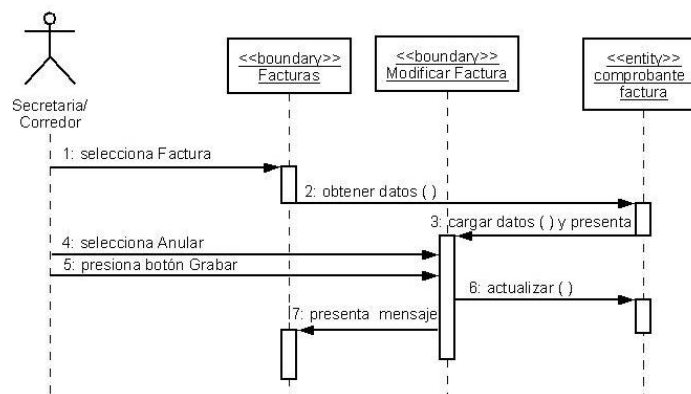 <<boundary>>
Facturas
<<boundary>>
Modificar Factura
<<entity>>
comprobante_
factura
Secretaria/
Corredor
1: selecciona Factura
2: obtener datos ( )
3: cargar datos ( ) y presenta
4: selecciona Anular
5: presiona botón Grabar
6: actualizar ( )
7: presenta mensaje